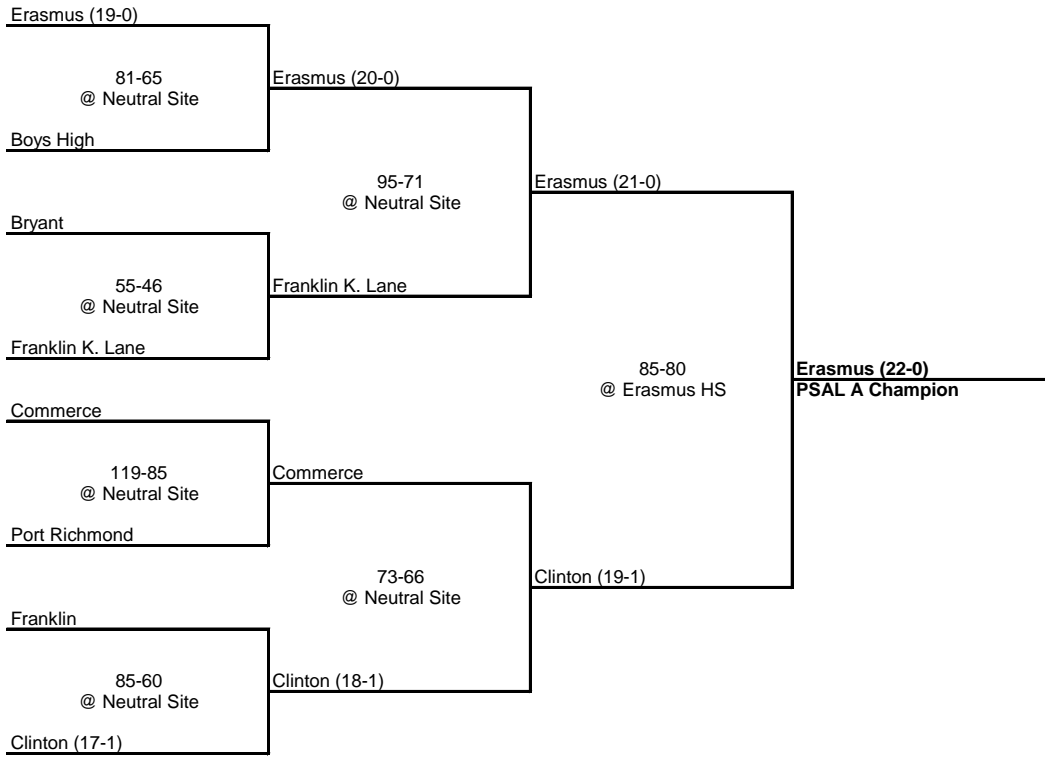 Erasmus (19-0)
81-65
@ Neutral Site
Erasmus (20-0)
Boys High
95-71
@ Neutral Site
Erasmus (21-0)
Bryant
55-46
@ Neutral Site
Franklin K. Lane
Franklin K. Lane
85-80
@ Erasmus HS
Erasmus (22-0)
PSAL A Champion
Commerce
119-85
@ Neutral Site
Commerce
Port Richmond
73-66
@ Neutral Site
Clinton (19-1)
Franklin
85-60
@ Neutral Site
Clinton (18-1)
Clinton (17-1)